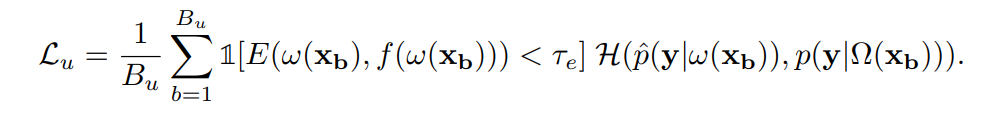 $\mathcal{L}_u = \frac{1}{B_u} \sum_{b=1}^{B_u} \mathbb{1}[E(\omega(\mathbf{x_b}), f(\omega(\mathbf{x_b}))) < \tau_e] \, \mathcal{H}(\hat{p}(\mathbf{y}|\omega(\mathbf{x_b})), p(\mathbf{y}|\Omega(\mathbf{x_b}))).$